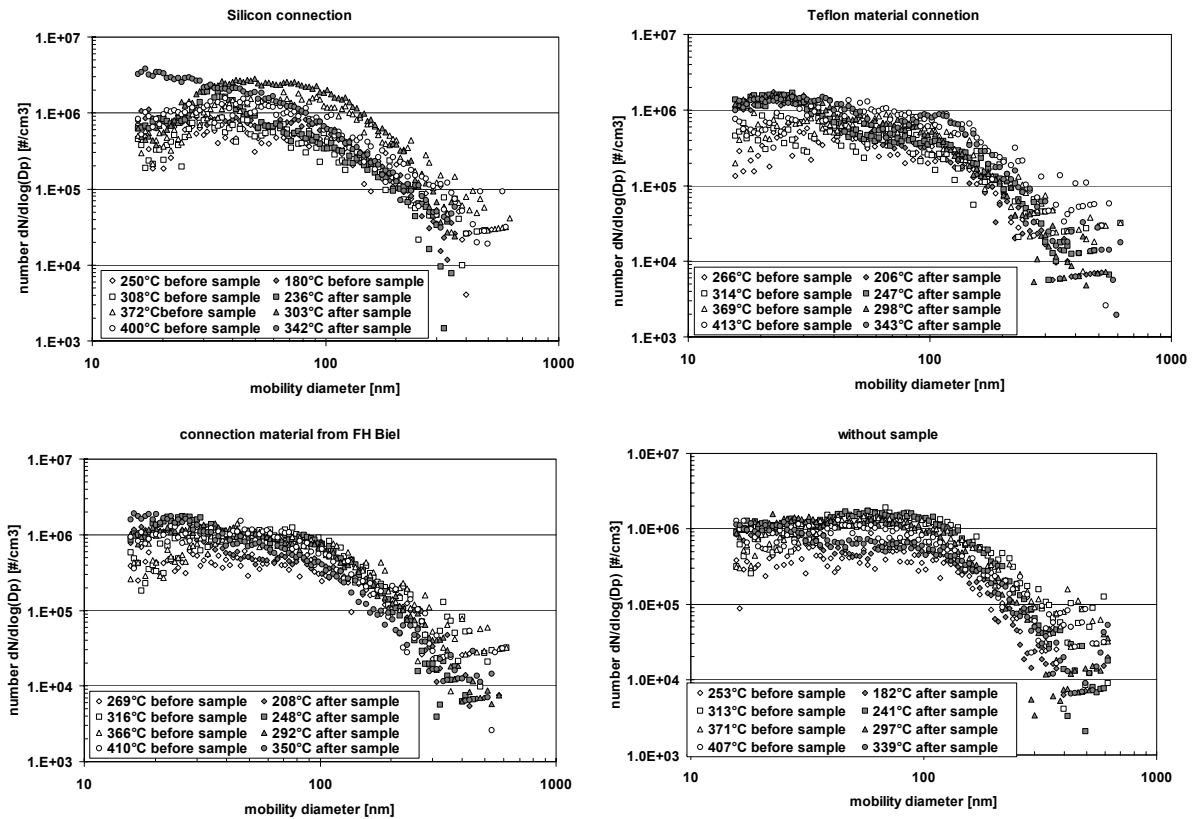 Silicon connection
number dN/dlog(Dp) [#/cm3]
1.E+07
1.E+06
1.E+05
1.E+04
1.E+03
10
100
1000
mobility diameter [nm]
250°C before sample
308°C before sample
372°Cbefore sample
400°C before sample
180°C before sample
236°C after sample
303°C after sample
342°C after sample
Teflon material connetion
number dN/dlog(Dp) [#/cm3]
1.E+07
1.E+06
1.E+05
1.E+04
1.E+03
10
100
1000
mobility diameter [nm]
266°C before sample
314°C before sample
369°C before sample
413°C before sample
206°C after sample
247°C after sample
298°C after sample
343°C after sample
connection material from FH Biel
number dN/dlog(Dp) [#/cm3]
1.E+07
1.E+06
1.E+05
1.E+04
1.E+03
10
100
1000
mobility diameter [nm]
269°C before sample
316°C before sample
366°C before sample
410°C before sample
208°C after sample
248°C after sample
292°C after sample
350°C after sample
without sample
number dN/dlog(Dp) [#/cm3]
1.E+07
1.E+06
1.E+05
1.E+04
1.E+03
10
100
1000
mobility diameter [nm]
253°C before sample
313°C before sample
371°C before sample
407°C before sample
182°C after sample
241°C after sample
297°C after sample
339°C after sample